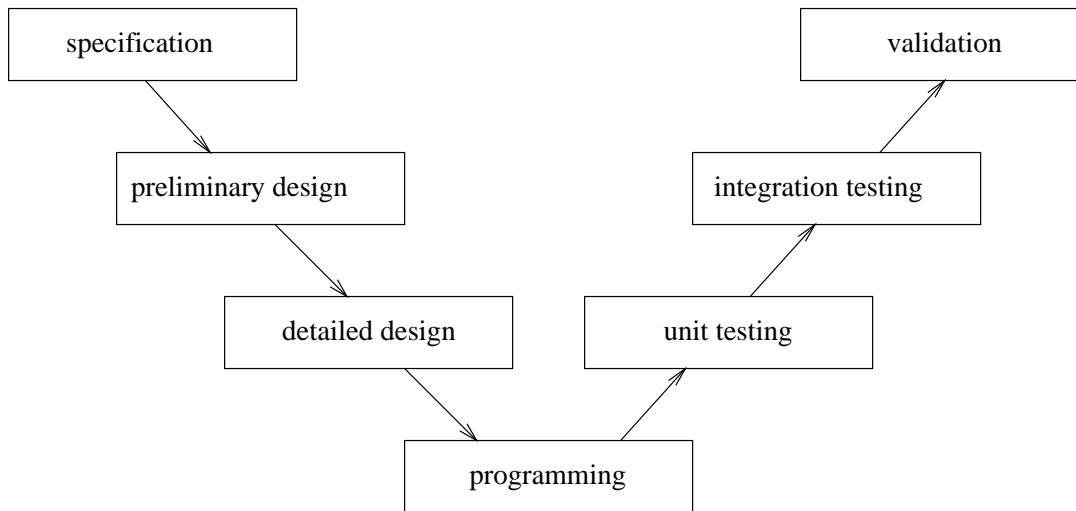 specification
validation
preliminary design
integration testing
detailed design
unit testing
programming